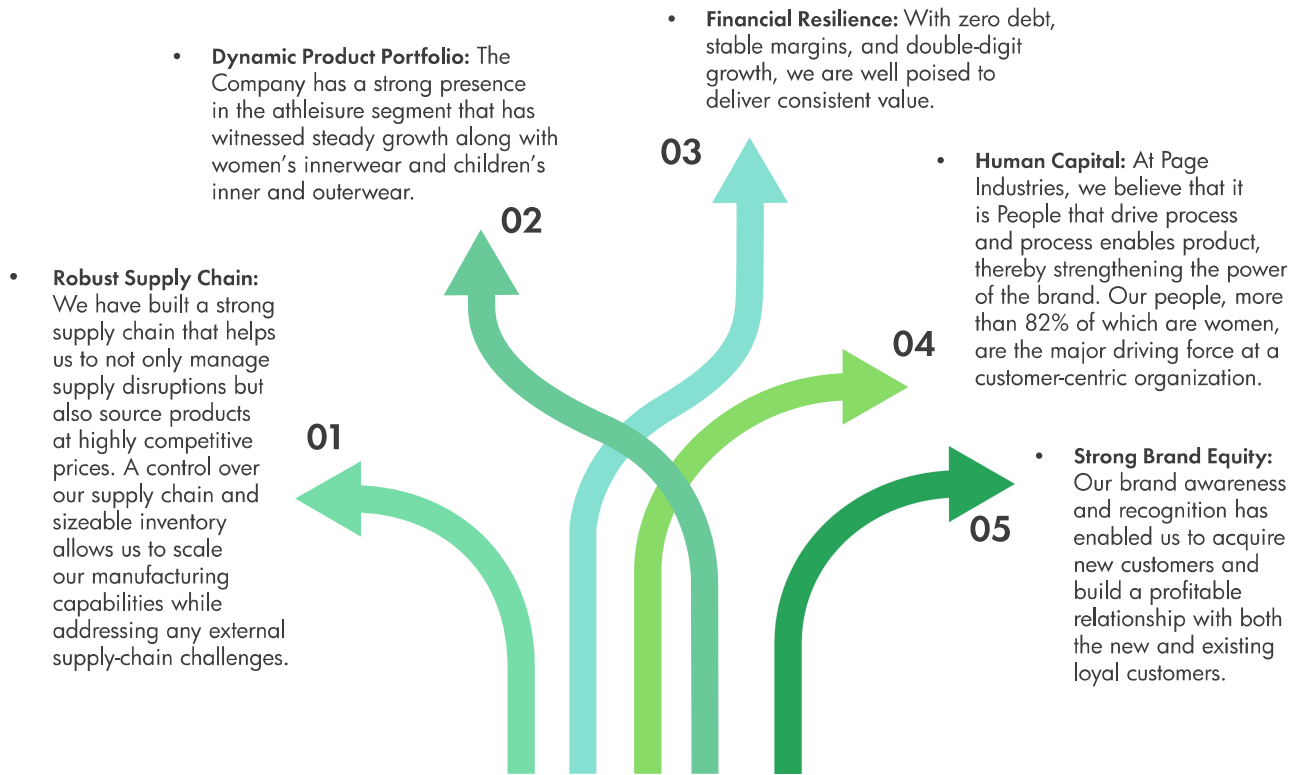 • Robust Supply Chain:
We have built a strong
supply chain that helps
us to not only manage
supply disruptions but
also source products
at highly competitive
prices. A control over
our supply chain and
sizeable inventory
allows us to scale
our manufacturing
capabilities while
addressing any external
supply-chain challenges.
01
• Dynamic Product Portfolio: The
Company has a strong presence
in the athleisure segment that has
witnessed steady growth along with
women's innerwear and children's
inner and outerwear.
02
• Financial Resilience: With zero debt,
stable margins, and double-digit
growth, we are well poised to
deliver consistent value.
03
• Human Capital: At Page
Industries, we believe that it
is People that drive process
and process enables product,
thereby strengthening the power
of the brand. Our people, more
than 82% of which are women,
are the major driving force at a
customer-centric organization.
04
• Strong Brand Equity:
Our brand awareness
and recognition has
enabled us to acquire
new customers and
build a profitable
relationship with both
the new and existing
loyal customers.
05